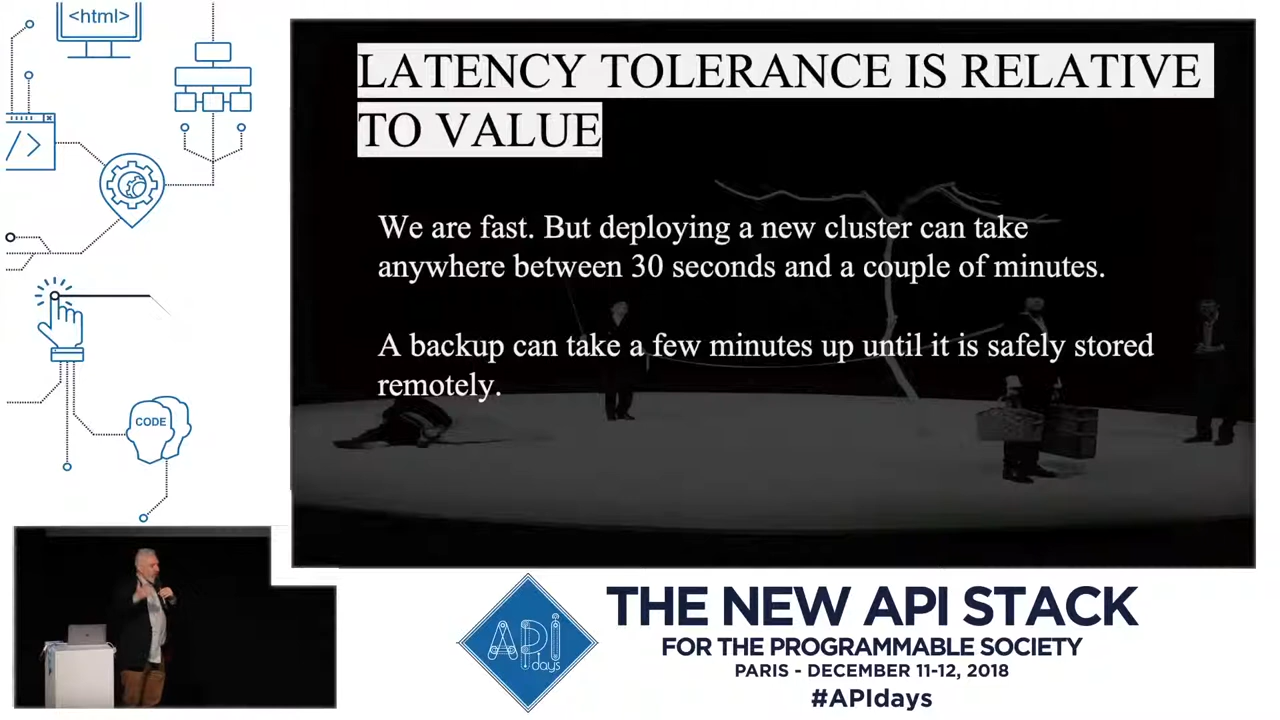 <html>
LATENCY TOLERANCE IS RELATIVE
TO VALUE
We are fast. But deploying a new cluster can take
anywhere between 30 seconds and a couple of minutes.
A backup can take a few minutes up until it is safely stored
remotely.
</>
CODE
APi
days
THE NEW API STACK
FOR THE PROGRAMMABLE SOCIETY
PARIS - DECEMBER 11-12, 2018
#APIdays